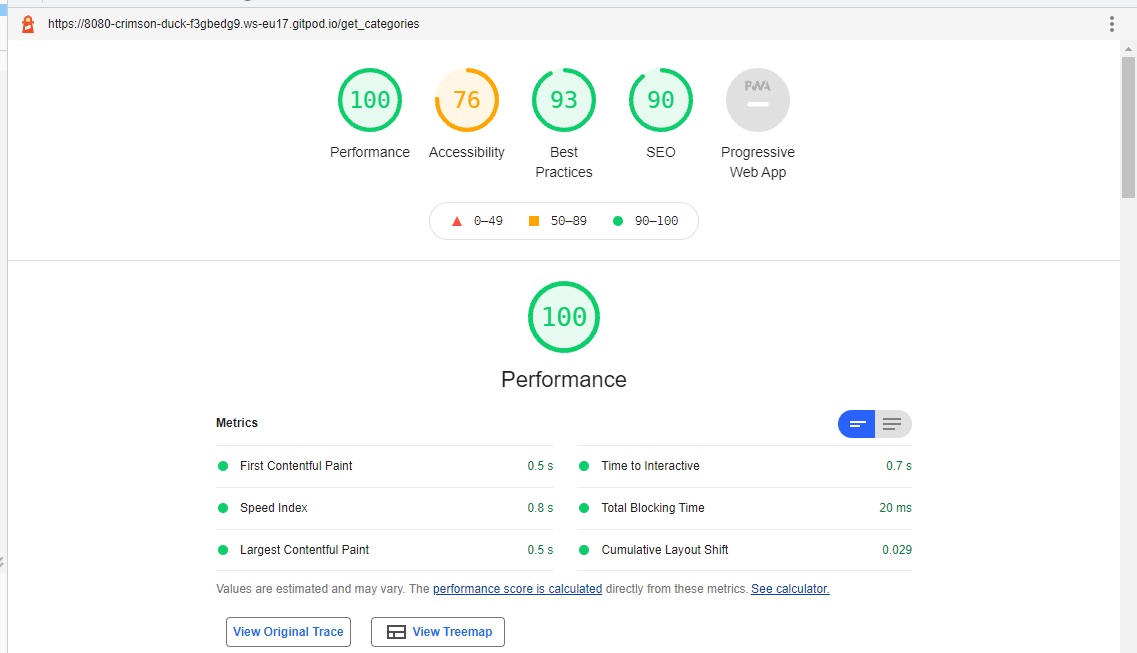 https://8080-crimson-duck-f3gbedg9.ws-eu17.gitpod.io/get_categories
100 76 93 90 PWA
Performance Accessibility Best Practices SEO Progressive Web App
0–49 50–89 90–100
100
Performance
Metrics
First Contentful Paint 0.5 s Time to Interactive 0.7 s
Speed Index 0.8 s Total Blocking Time 20 ms
Largest Contentful Paint 0.5 s Cumulative Layout Shift 0.029
Values are estimated and may vary. The performance score is calculated directly from these metrics. See calculator.
View Original Trace View Treemap